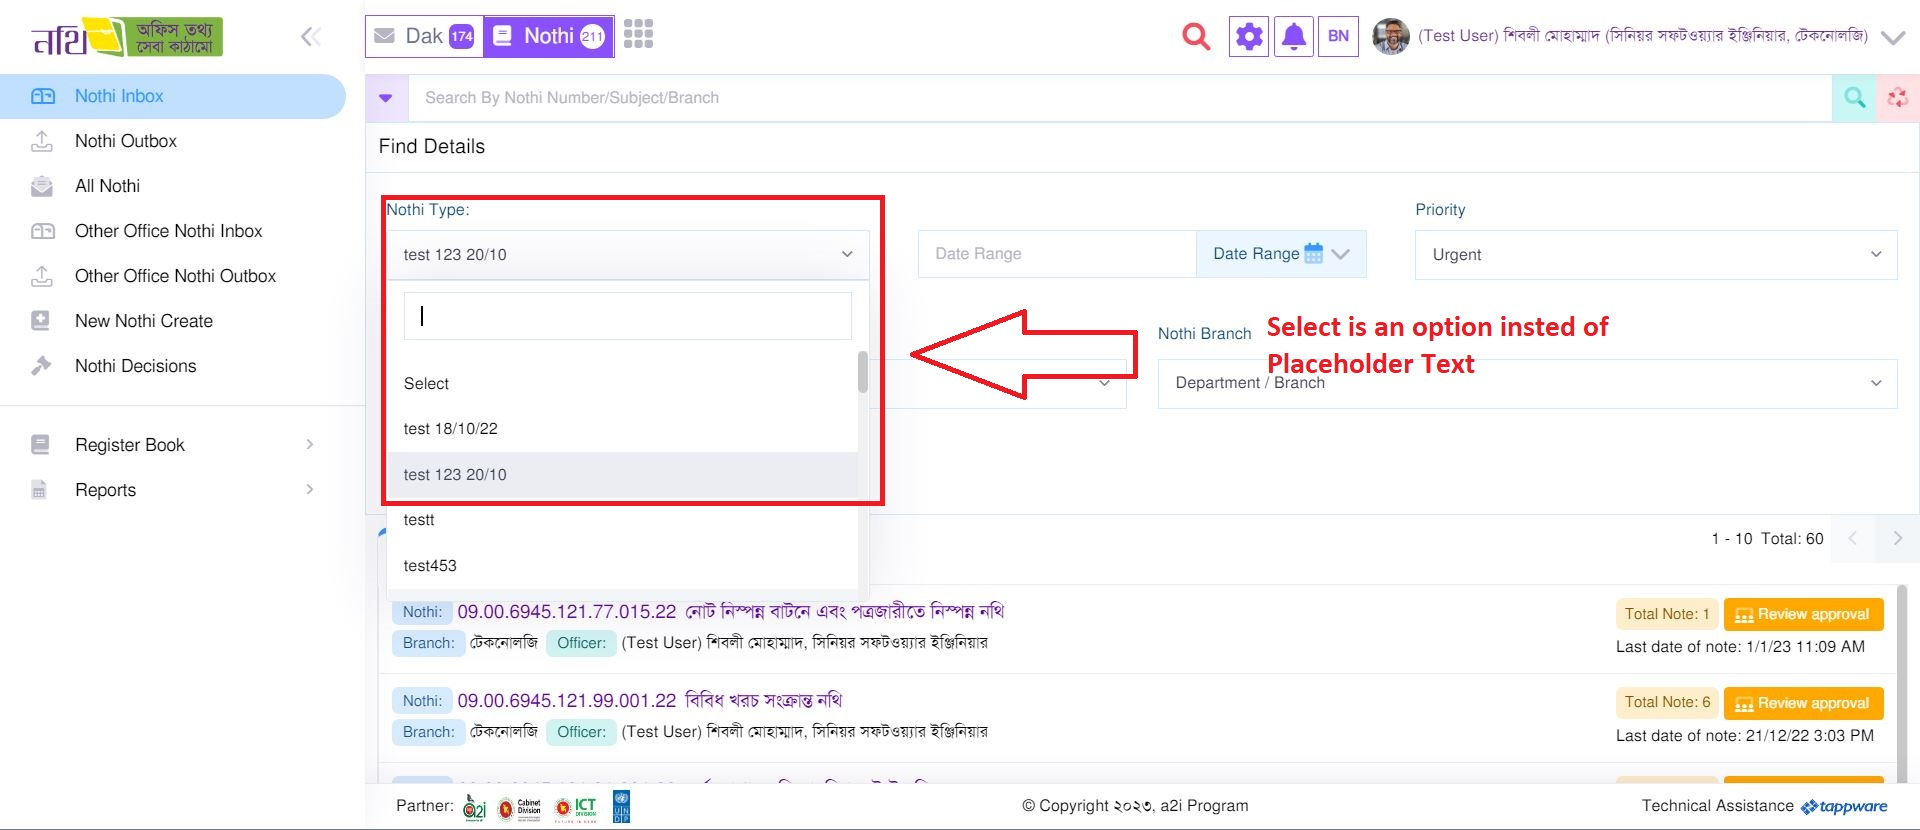 নথি অফিস তথ্য
সেবা কাঠামো
Dak 174 Nothi 211
BN (Test User) শিবলী মোহাম্মাদ (সিনিয়র সফটওয়্যার ইঞ্জিনিয়ার, টেকনোলজি)
Nothi Inbox
Nothi Outbox
All Nothi
Other Office Nothi Inbox
Other Office Nothi Outbox
New Nothi Create
Nothi Decisions
Register Book
Reports
Search By Nothi Number/Subject/Branch
Find Details
Nothi Type:
test 123 20/10
Select
test 18/10/22
test 123 20/10
testt
test453
Date Range Date Range
Priority
Urgent
Nothi Branch
Department / Branch
Select is an option insted of
Placeholder Text
1 - 10 Total: 60
Nothi: 09.00.6945.121.77.015.22 নোট নিস্পন্ন বাটনে এবং পত্রজারীতে নিস্পন্ন নথি
Branch: টেকনোলজি Officer: (Test User) শিবলী মোহাম্মাদ, সিনিয়র সফটওয়্যার ইঞ্জিনিয়ার
Total Note: 1 Review approval
Last date of note: 1/1/23 11:09 AM
Nothi: 09.00.6945.121.99.001.22 বিবিধ খরচ সংক্রান্ত নথি
Branch: টেকনোলজি Officer: (Test User) শিবলী মোহাম্মাদ, সিনিয়র সফটওয়্যার ইঞ্জিনিয়ার
Total Note: 6 Review approval
Last date of note: 21/12/22 3:03 PM
Partner: a2i Cabinet Division ICT DIVISION UNDP
© Copyright ২০২৩, a2i Program
Technical Assistance tappware